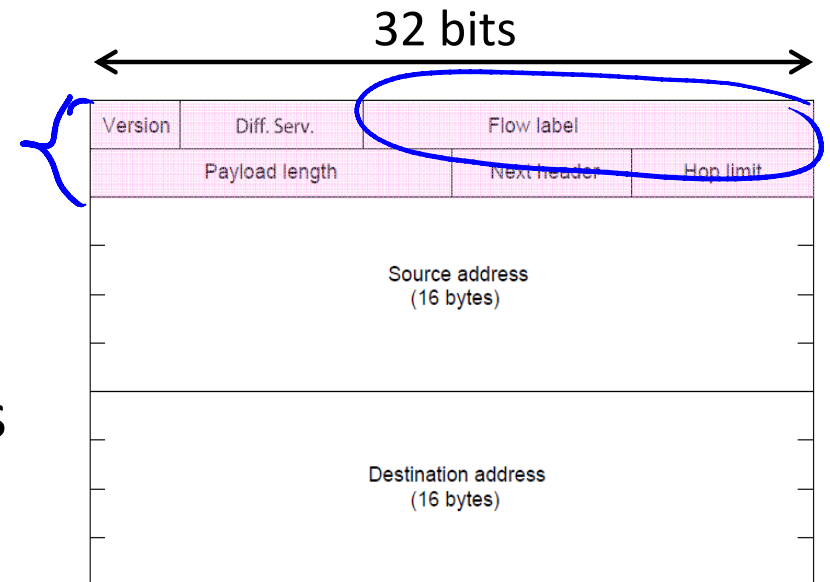 32 bits
Version Diff. Serv. Flow label
Payload length Next header Hop limit
Source address
(16 bytes)
s
Destination address
(16 bytes)